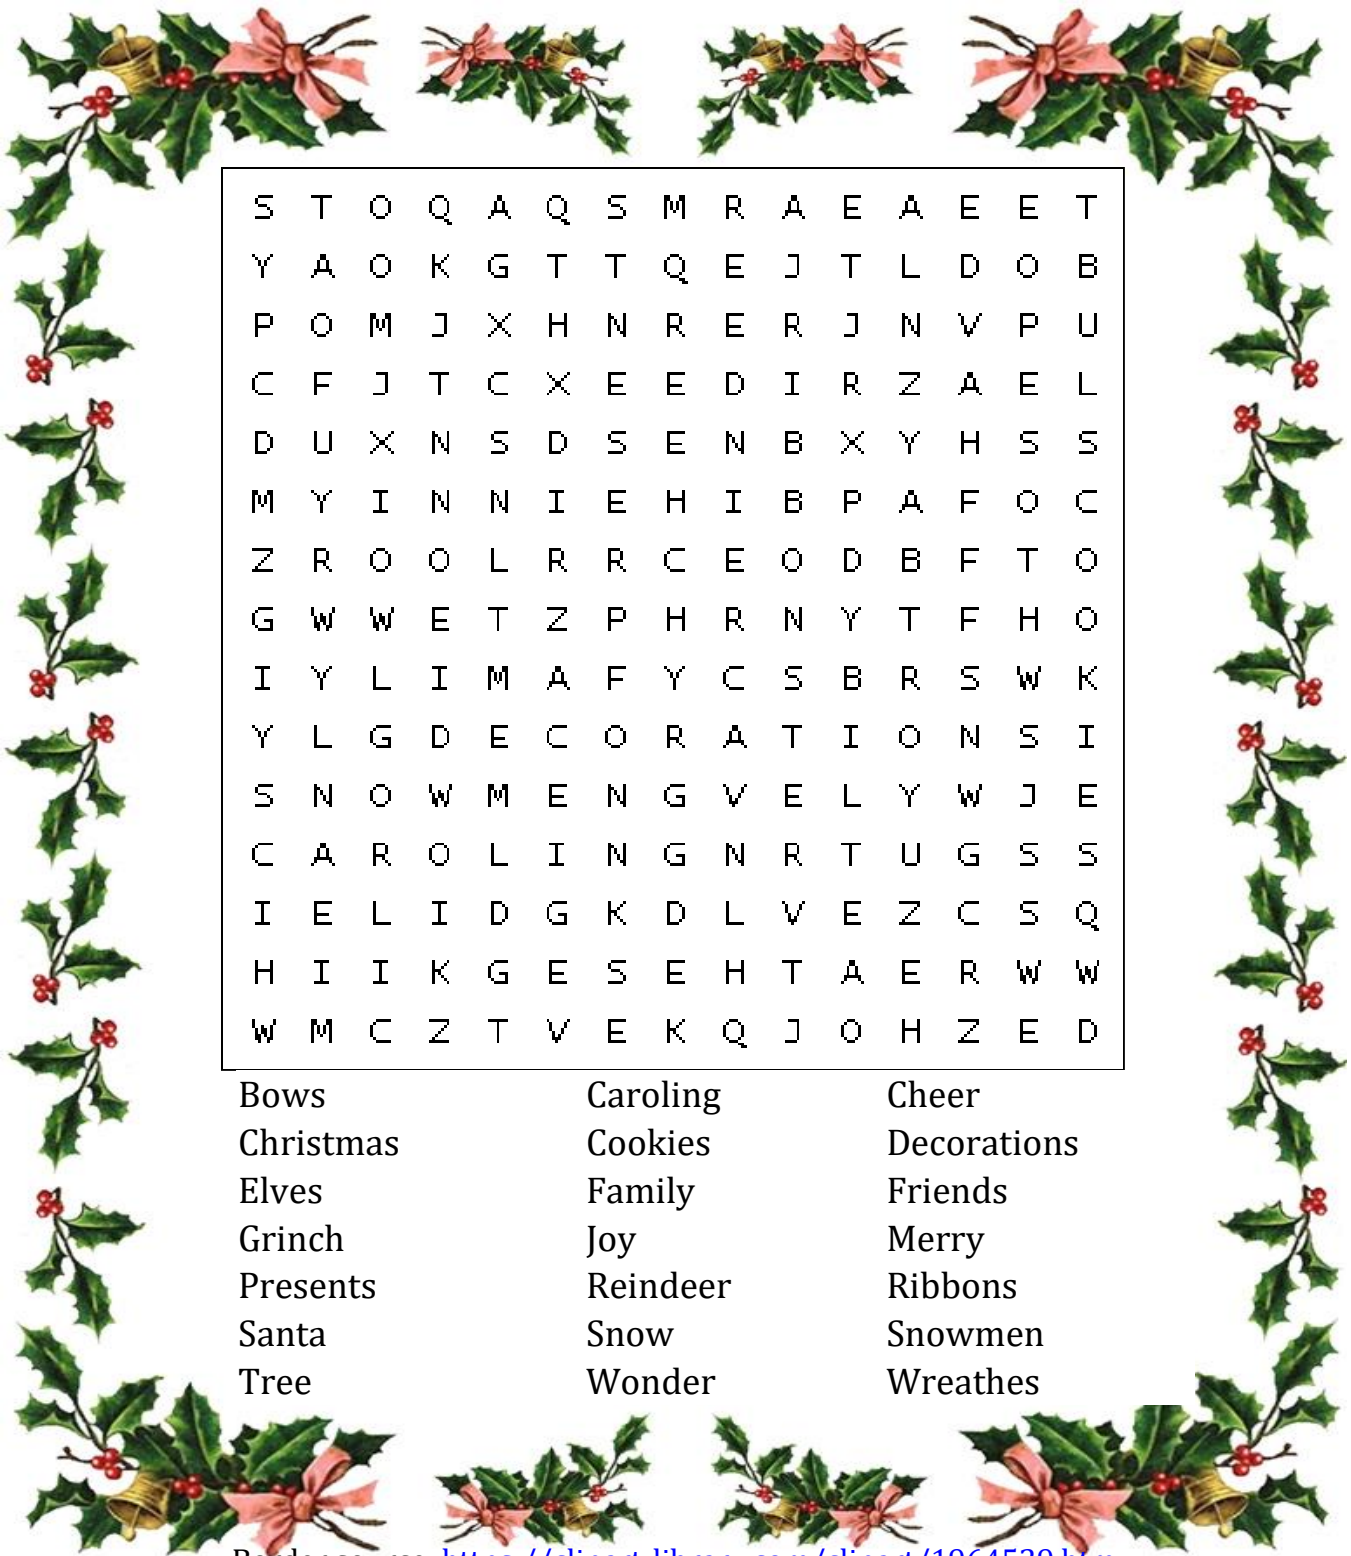 S T O Q A Q S M R A E A E E T
Y A O K G T T Q E J T L D O B
P O M J X H N R E R J N V P U
C F J T C X E E D I R Z A E L
D U X N S D S E N B X Y H S S
M Y I N N I E H I B P A F O C
Z R O O L R R C E O D B F T O
G W W E T Z P H R N Y T F H O
I Y L I M A F Y C S B R S W K
Y L G D E C O R A T I O N S I
S N O W M E N G V E L Y W J E
C A R O L I N G N R T U G S S
I E L I D G K D L V E Z C S Q
H I I K G E S E H T A E R W W
W M C Z T V E K Q J O H Z E D
Bows Caroling Cheer
Christmas Cookies Decorations
Elves Family Friends
Grinch Joy Merry
Presents Reindeer Ribbons
Santa Snow Snowmen
Tree Wonder Wreathes